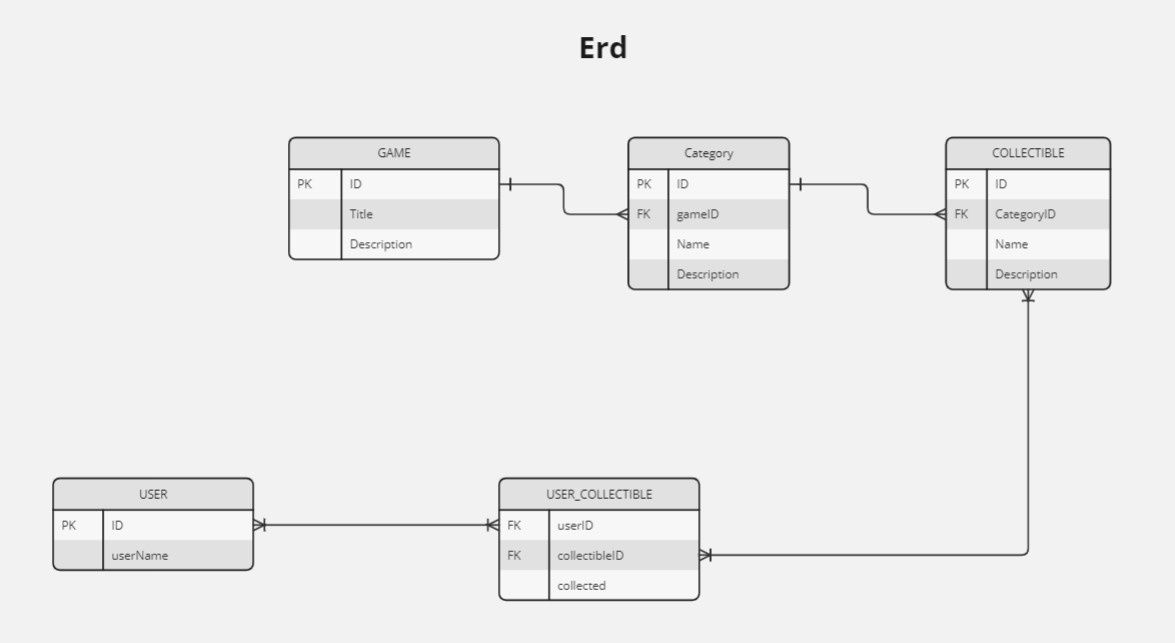 Erd
GAME
PK ID
Title
Description
Category
PK ID
FK gameID
Name
Description
COLLECTIBLE
PK ID
FK CategoryID
Name
Description
USER
PK ID
userName
USER_COLLECTIBLE
FK userID
FK collectibleID
collected